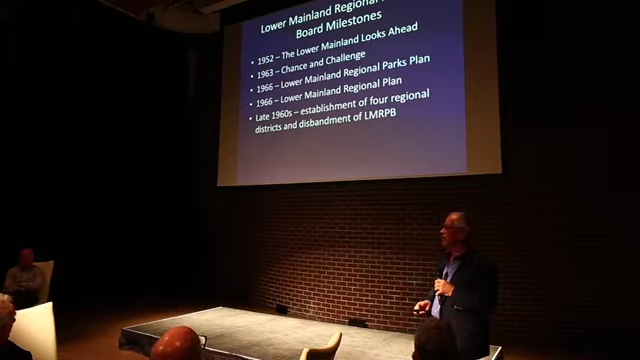 Lower Mainland Regional
Board Milestones
• 1952 – The Lower Mainland Looks Ahead
• 1963 – Chance and Challenge
• 1966 – Lower Mainland Regional Parks Plan
• 1966 – Lower Mainland Regional Plan
• Late 1960s – establishment of four regional
districts and disbandment of LMRPB